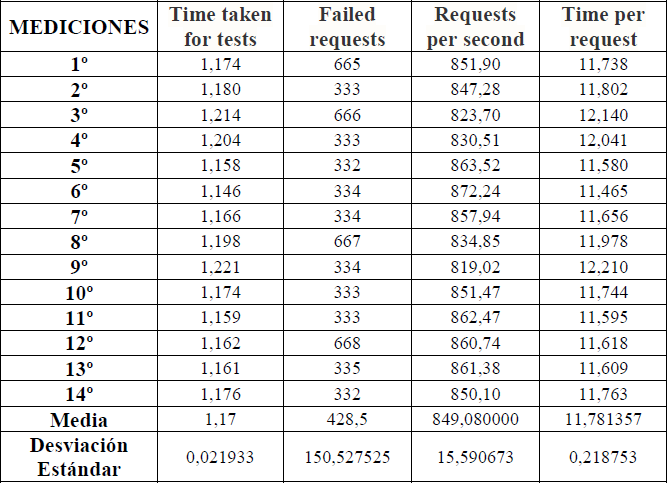 MEDICIONES Time taken for tests Failed requests Requests per second Time per request
1º 1,174 665 851,90 11,738
2º 1,180 333 847,28 11,802
3º 1,214 666 823,70 12,140
4º 1,204 333 830,51 12,041
5º 1,158 332 863,52 11,580
6º 1,146 334 872,24 11,465
7º 1,166 334 857,94 11,656
8º 1,198 667 834,85 11,978
9º 1,221 334 819,02 12,210
10º 1,174 333 851,47 11,744
11º 1,159 333 862,47 11,595
12º 1,162 668 860,74 11,618
13º 1,161 335 861,38 11,609
14º 1,176 332 850,10 11,763
Media 1,17 428,5 849,080000 11,781357
Desviación Estándar 0,021933 150,527525 15,590673 0,218753